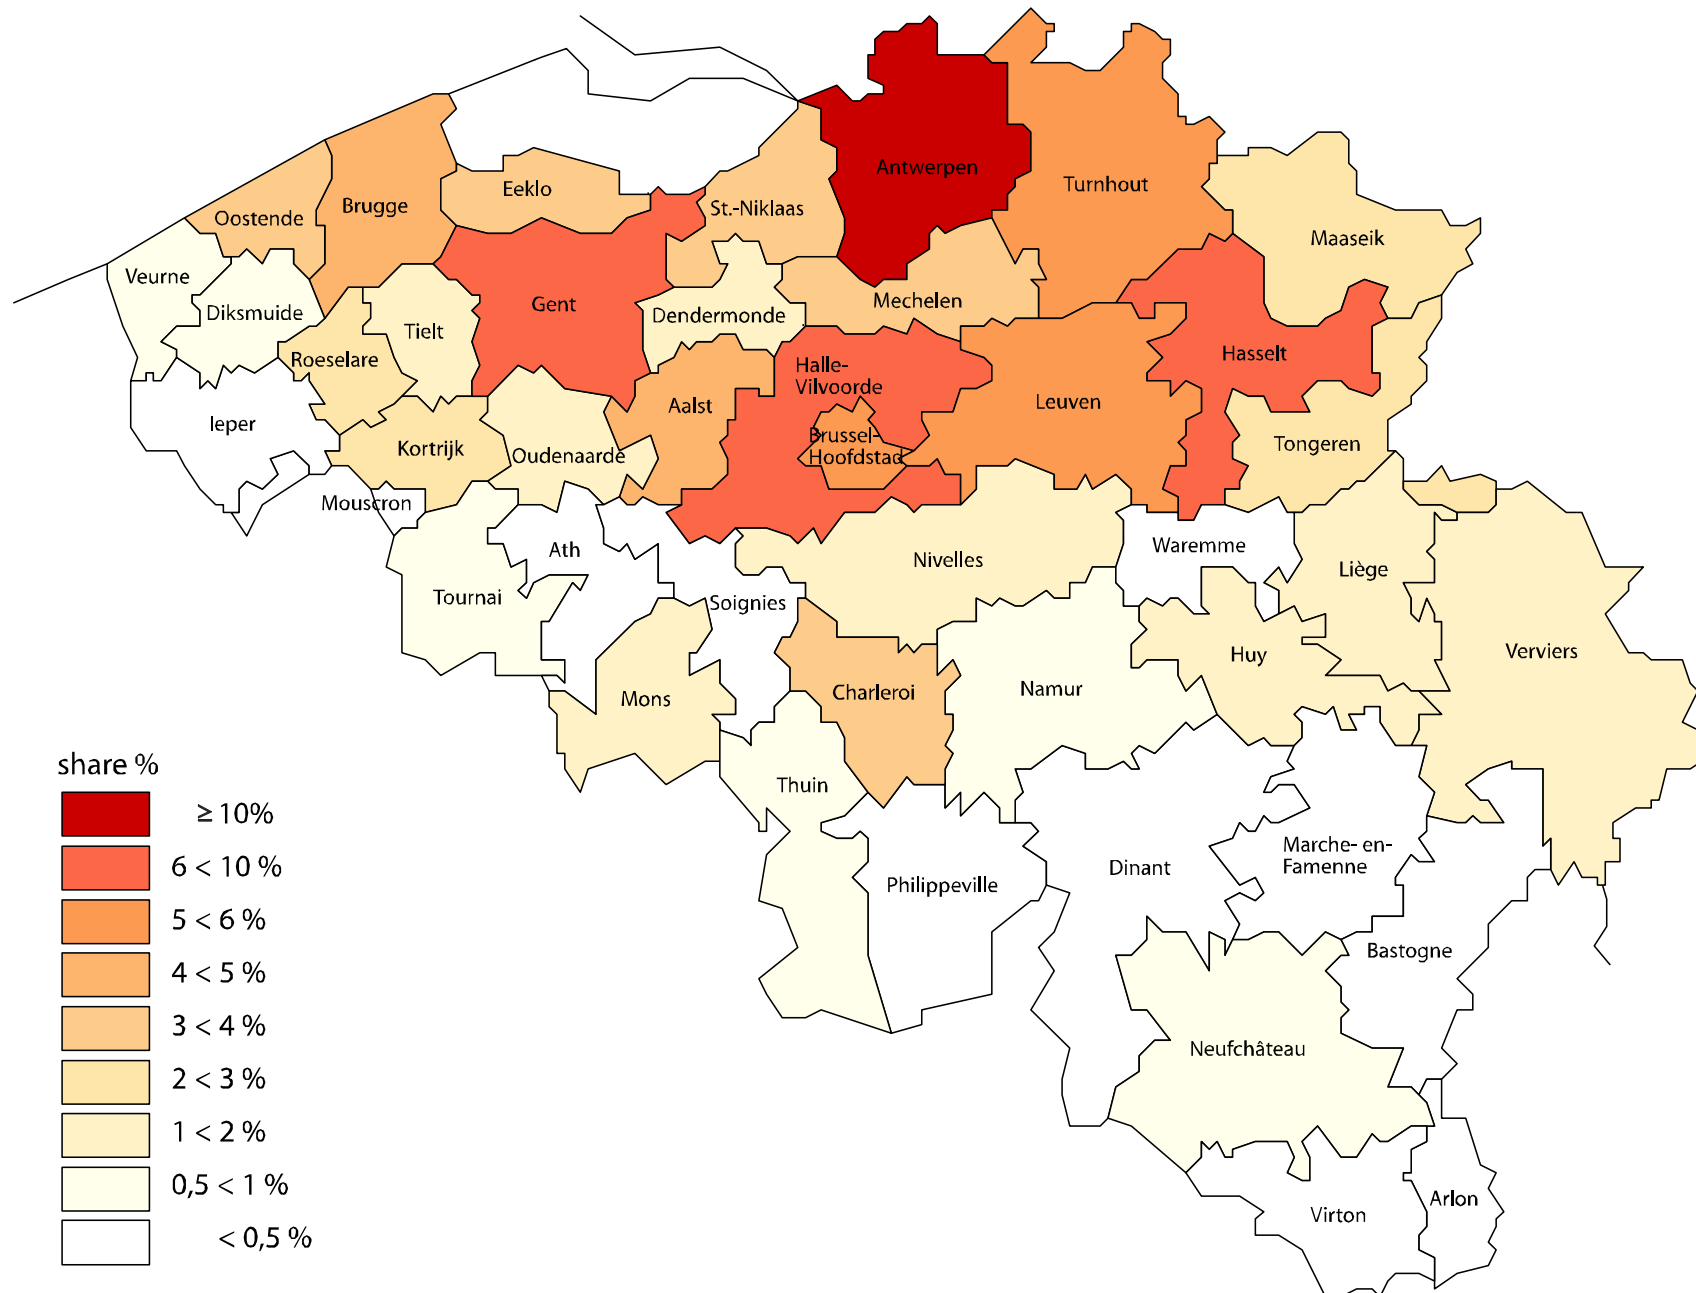 Antwerpen
Turnhout
Eeklo
St.-Niklaas
Brugge
Oostende
Maaseik
Veurne
Mechelen
Gent
Diksmuide
Dendermonde
Tielt
Hasselt
Roeselare
Halle-
Vilvoorde
Leuven
Aalst
Ieper
Brussel-
Hoofdstad
Tongeren
Kortrijk
Oudenaarde
Mouscron
Ath
Waremme
Nivelles
Liège
Tournai
Soignies
Huy
Verviers
Namur
Charleroi
Mons
Thuin
Marche- en-
Famenne
Dinant
Philippeville
Bastogne
Neufchâteau
Arlon
Virton
share %
≥ 10%
6 < 10 %
5 < 6 %
4 < 5 %
3 < 4 %
2 < 3 %
1 < 2 %
0,5 < 1 %
< 0,5 %